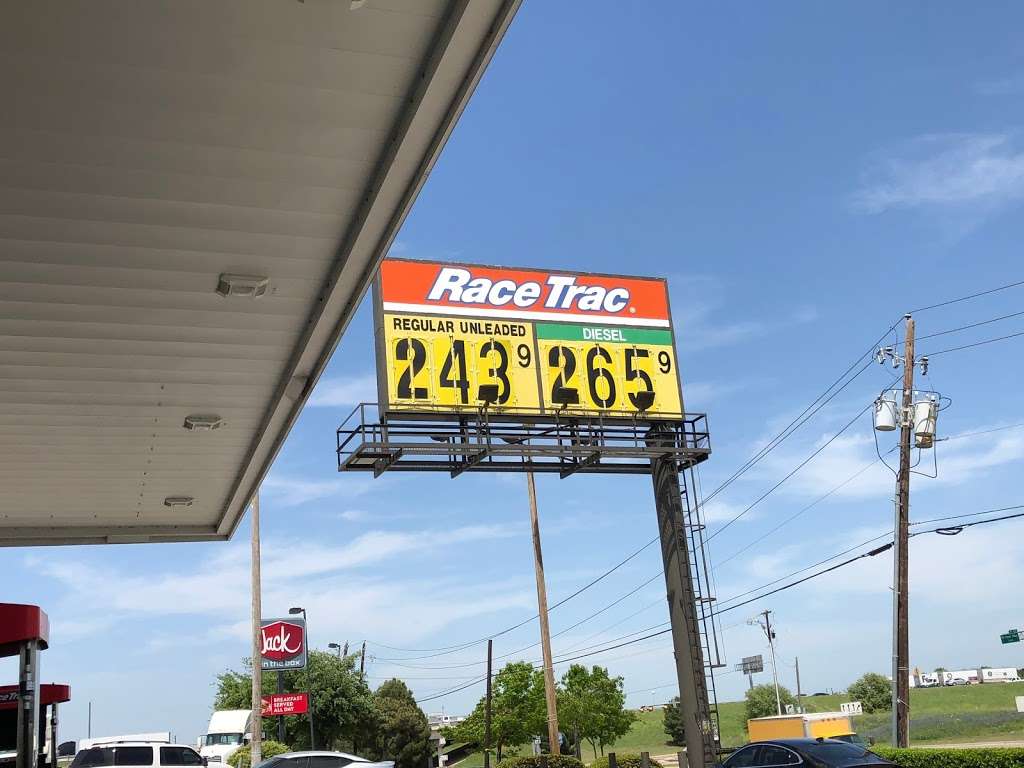 RaceTrac
REGULAR UNLEADED
DIESEL
243 9
265 9
Jack
in the box
BREAKFAST
SERVED
ALL DAY